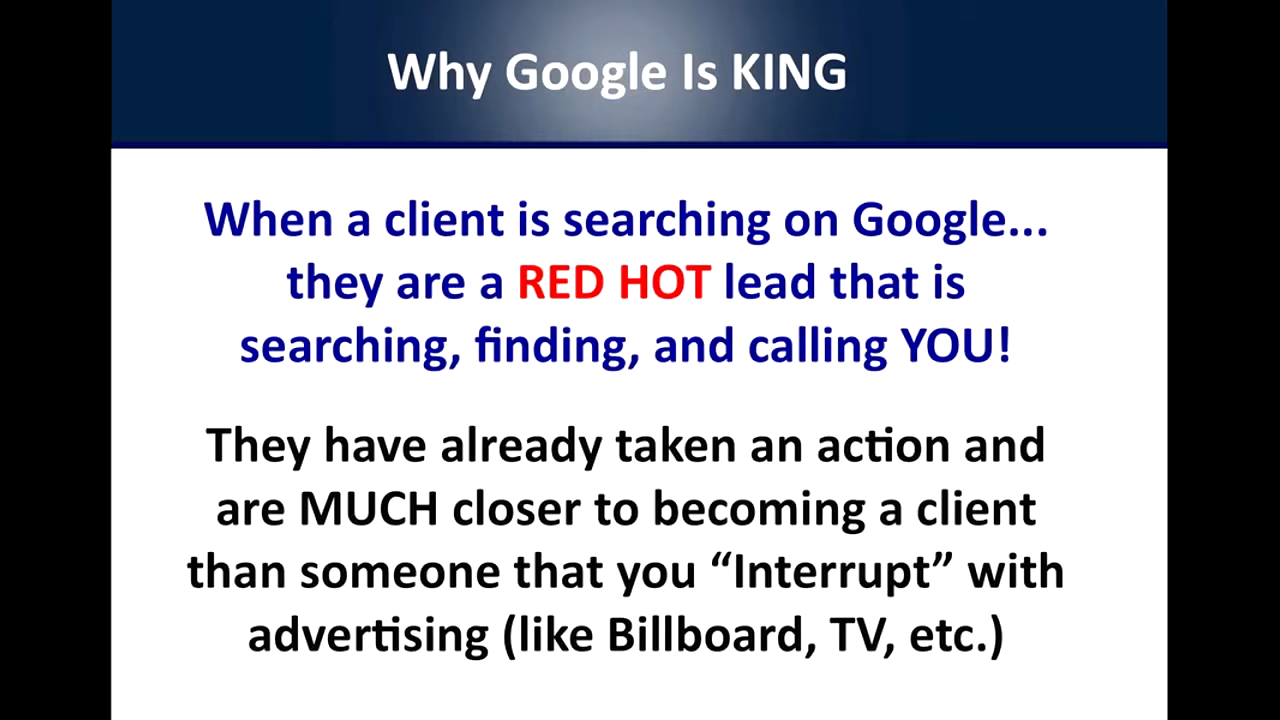 Why Google Is KING
When a client is searching on Google...
they are a RED HOT lead that is
searching, finding, and calling YOU!
They have already taken an action and
are MUCH closer to becoming a client
than someone that you “Interrupt” with
advertising (like Billboard, TV, etc.)